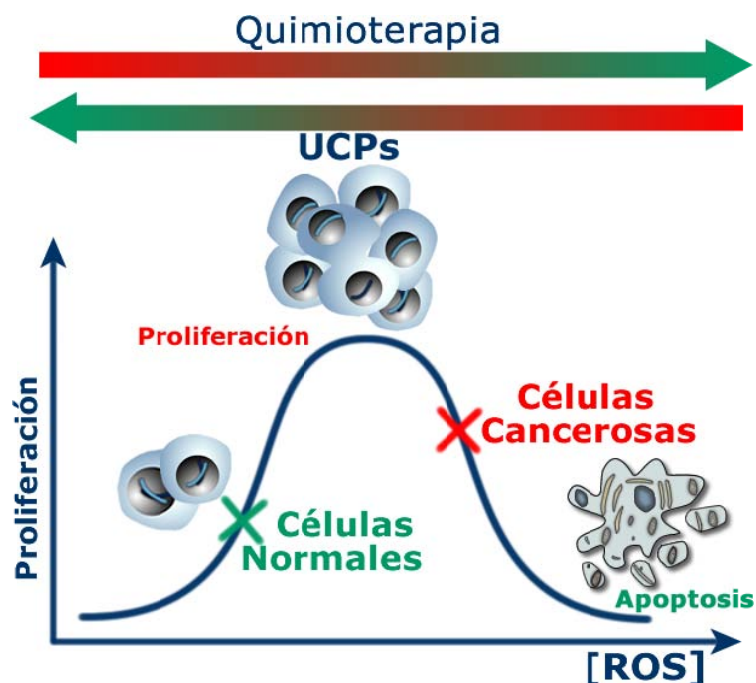 Quimioterapia
UCPs
Proliferación
Proliferación
Células
Cancerosas
Células
Normales
Apoptosis
[ROS]